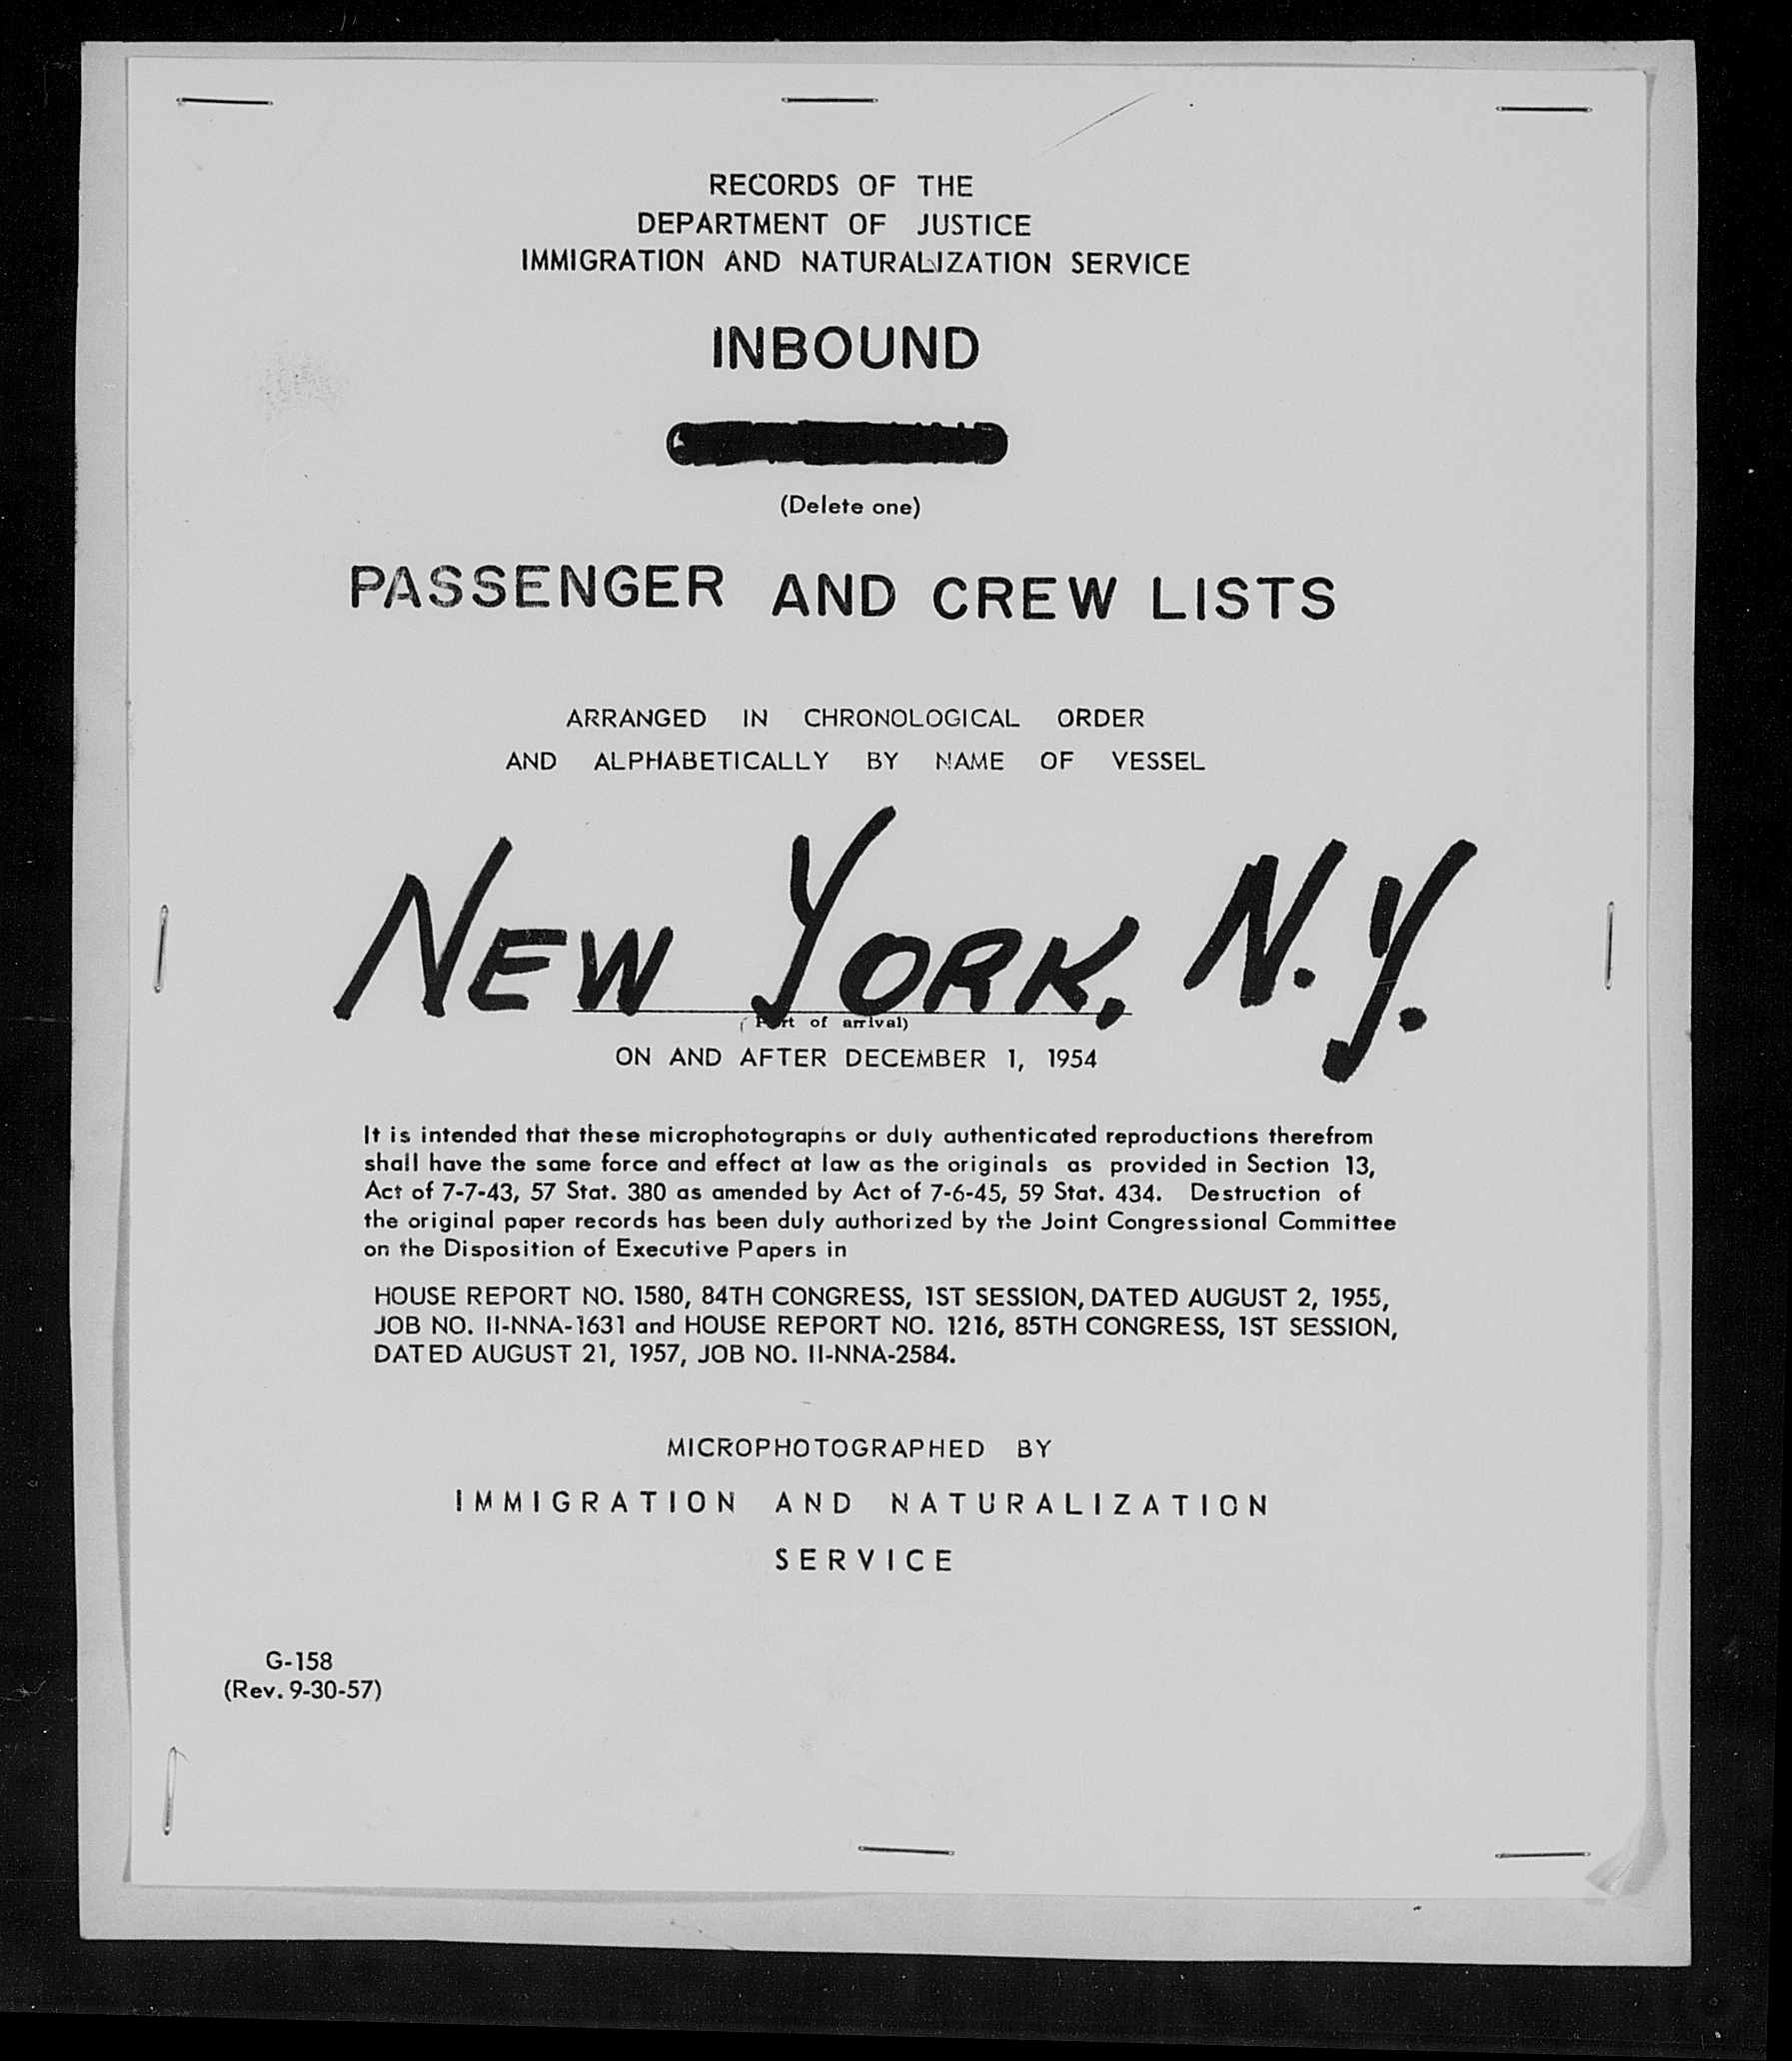 RECORDS OF THE
DEPARTMENT OF JUSTICE
IMMIGRATION AND NATURALIZATION SERVICE
INBOUND
(Delete one)
PASSENGER AND CREW LISTS
ARRANGED IN CHRONOLOGICAL ORDER
AND ALPHABETICALLY BY NAME OF VESSEL
NEW YORK, N.Y.
(Port of arrival)
ON AND AFTER DECEMBER 1, 1954
It is intended that these microphotographs or duly authenticated reproductions therefrom
shall have the same force and effect at law as the originals as provided in Section 13,
Act of 7-7-43, 57 Stat. 380 as amended by Act of 7-6-45, 59 Stat. 434. Destruction of
the original paper records has been duly authorized by the Joint Congressional Committee
on the Disposition of Executive Papers in
HOUSE REPORT NO. 1580, 84TH CONGRESS, 1ST SESSION, DATED AUGUST 2, 1955,
JOB NO. II-NNA-1631 and HOUSE REPORT NO. 1216, 85TH CONGRESS, 1ST SESSION,
DATED AUGUST 21, 1957, JOB NO. II-NNA-2584.
MICROPHOTOGRAPHED BY
IMMIGRATION AND NATURALIZATION
SERVICE
G-158
(Rev. 9-30-57)